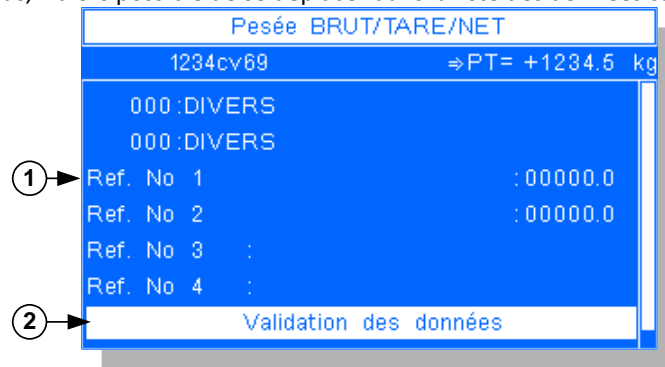 Pesée BRUT/TARE/NET
1234cv69 ⇒PT= +1234.5 kg
000:DIVERS
000:DIVERS
1 Ref. No 1 :00000.0
Ref. No 2 :00000.0
Ref. No 3 :
Ref. No 4 :
2 Validation des données